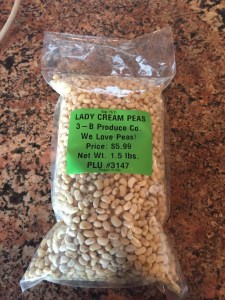 LADY CREAM PEAS
3-B Produce Co.
We Love Peas!
Price: $5.99
Net Wt. 1.5 lbs.
PLU #3147